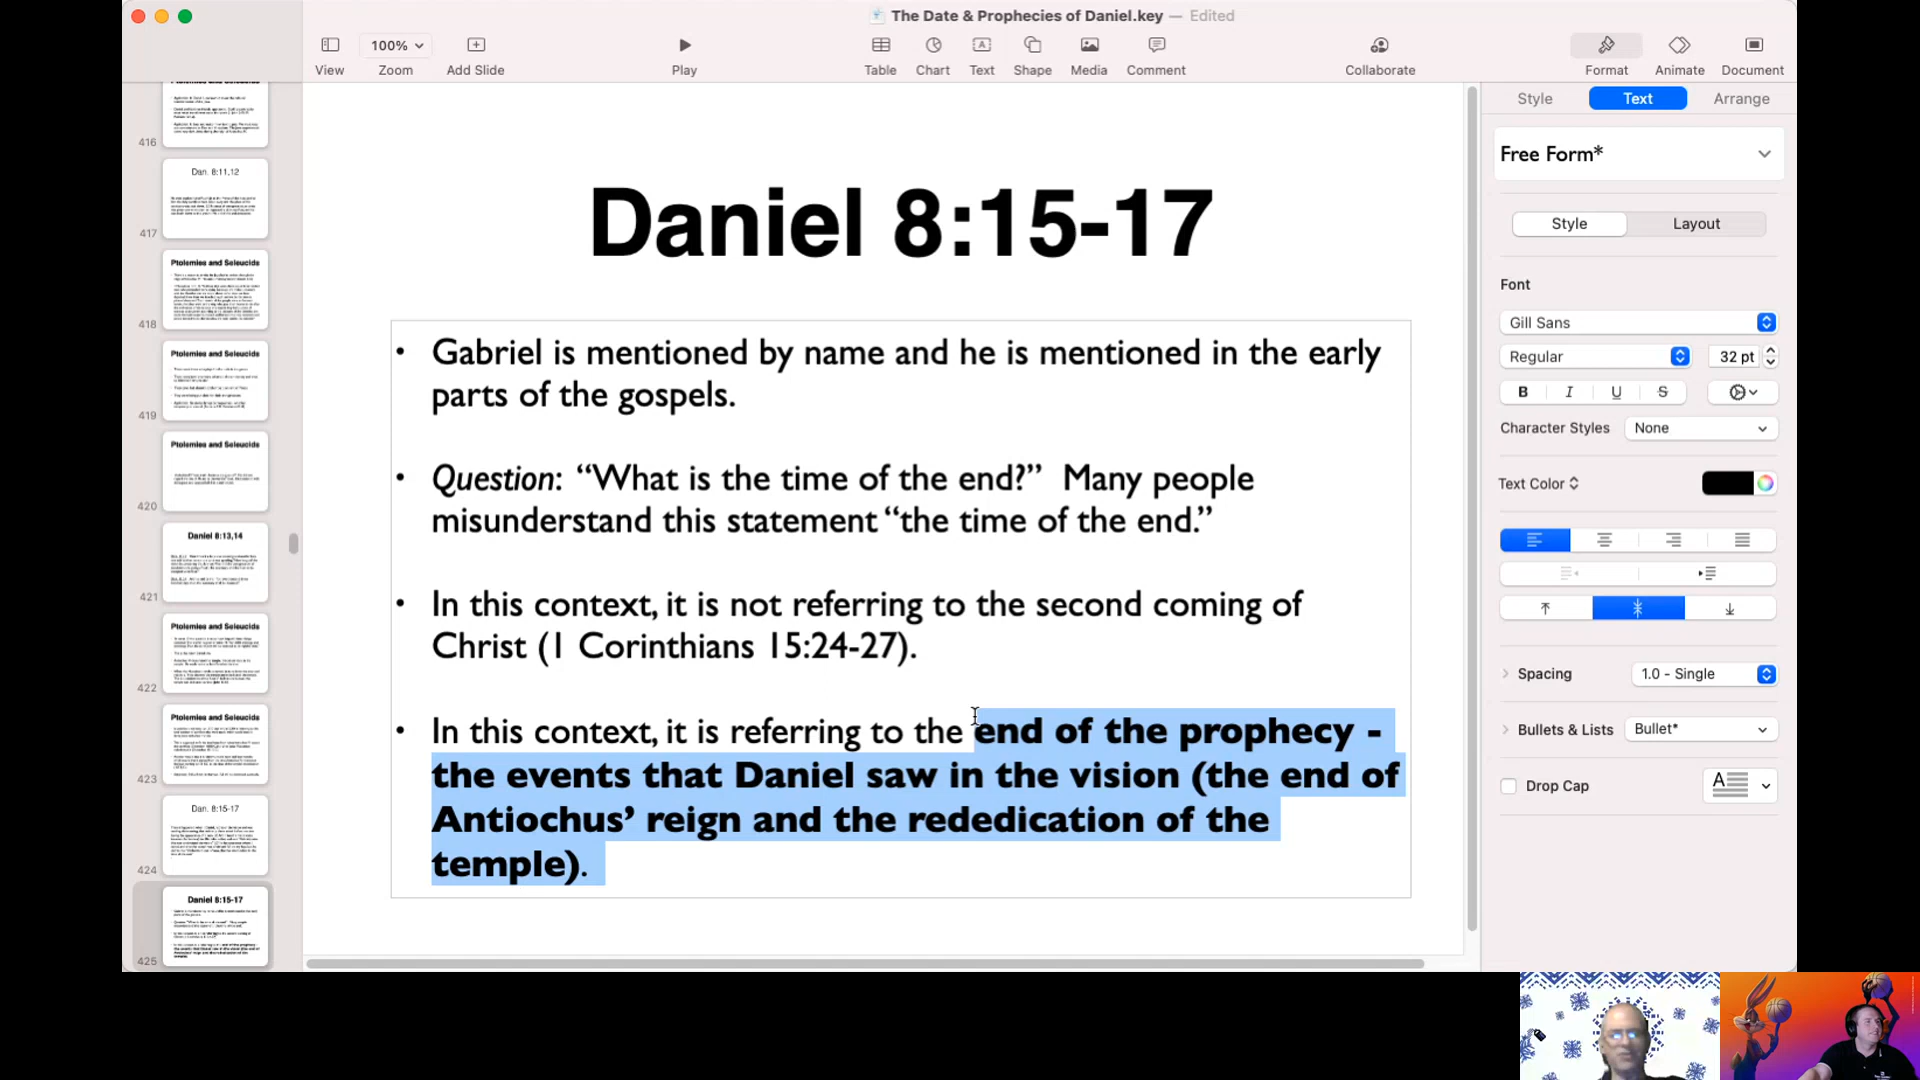 The Date & Prophecies of Daniel.key — Edited
100%
View
Zoom
Add Slide
Play
Table
Chart
Text
Shape
Media
Comment
Collaborate
Format
Animate
Document
416
Dan. 8:11,12
417
Ptolemies and Seleucids
418
Ptolemies and Seleucids
419
Ptolemies and Seleucids
420
Daniel 8:13,14
421
Ptolemies and Seleucids
422
Ptolemies and Seleucids
423
Dan. 8:15-17
424
Daniel 8:15-17
425
Daniel 8:15-17
• Gabriel is mentioned by name and he is mentioned in the early
parts of the gospels.
• Question: “What is the time of the end?” Many people
misunderstand this statement “the time of the end.”
• In this context, it is not referring to the second coming of
Christ (1 Corinthians 15:24-27).
• In this context, it is referring to the end of the prophecy -
the events that Daniel saw in the vision (the end of
Antiochus’ reign and the rededication of the
temple).
Style
Text
Arrange
Free Form*
Style
Layout
Font
Gill Sans
Regular
32 pt
B I U S
Character Styles
None
Text Color
Spacing
1.0 - Single
Bullets & Lists
Bullet*
Drop Cap
A